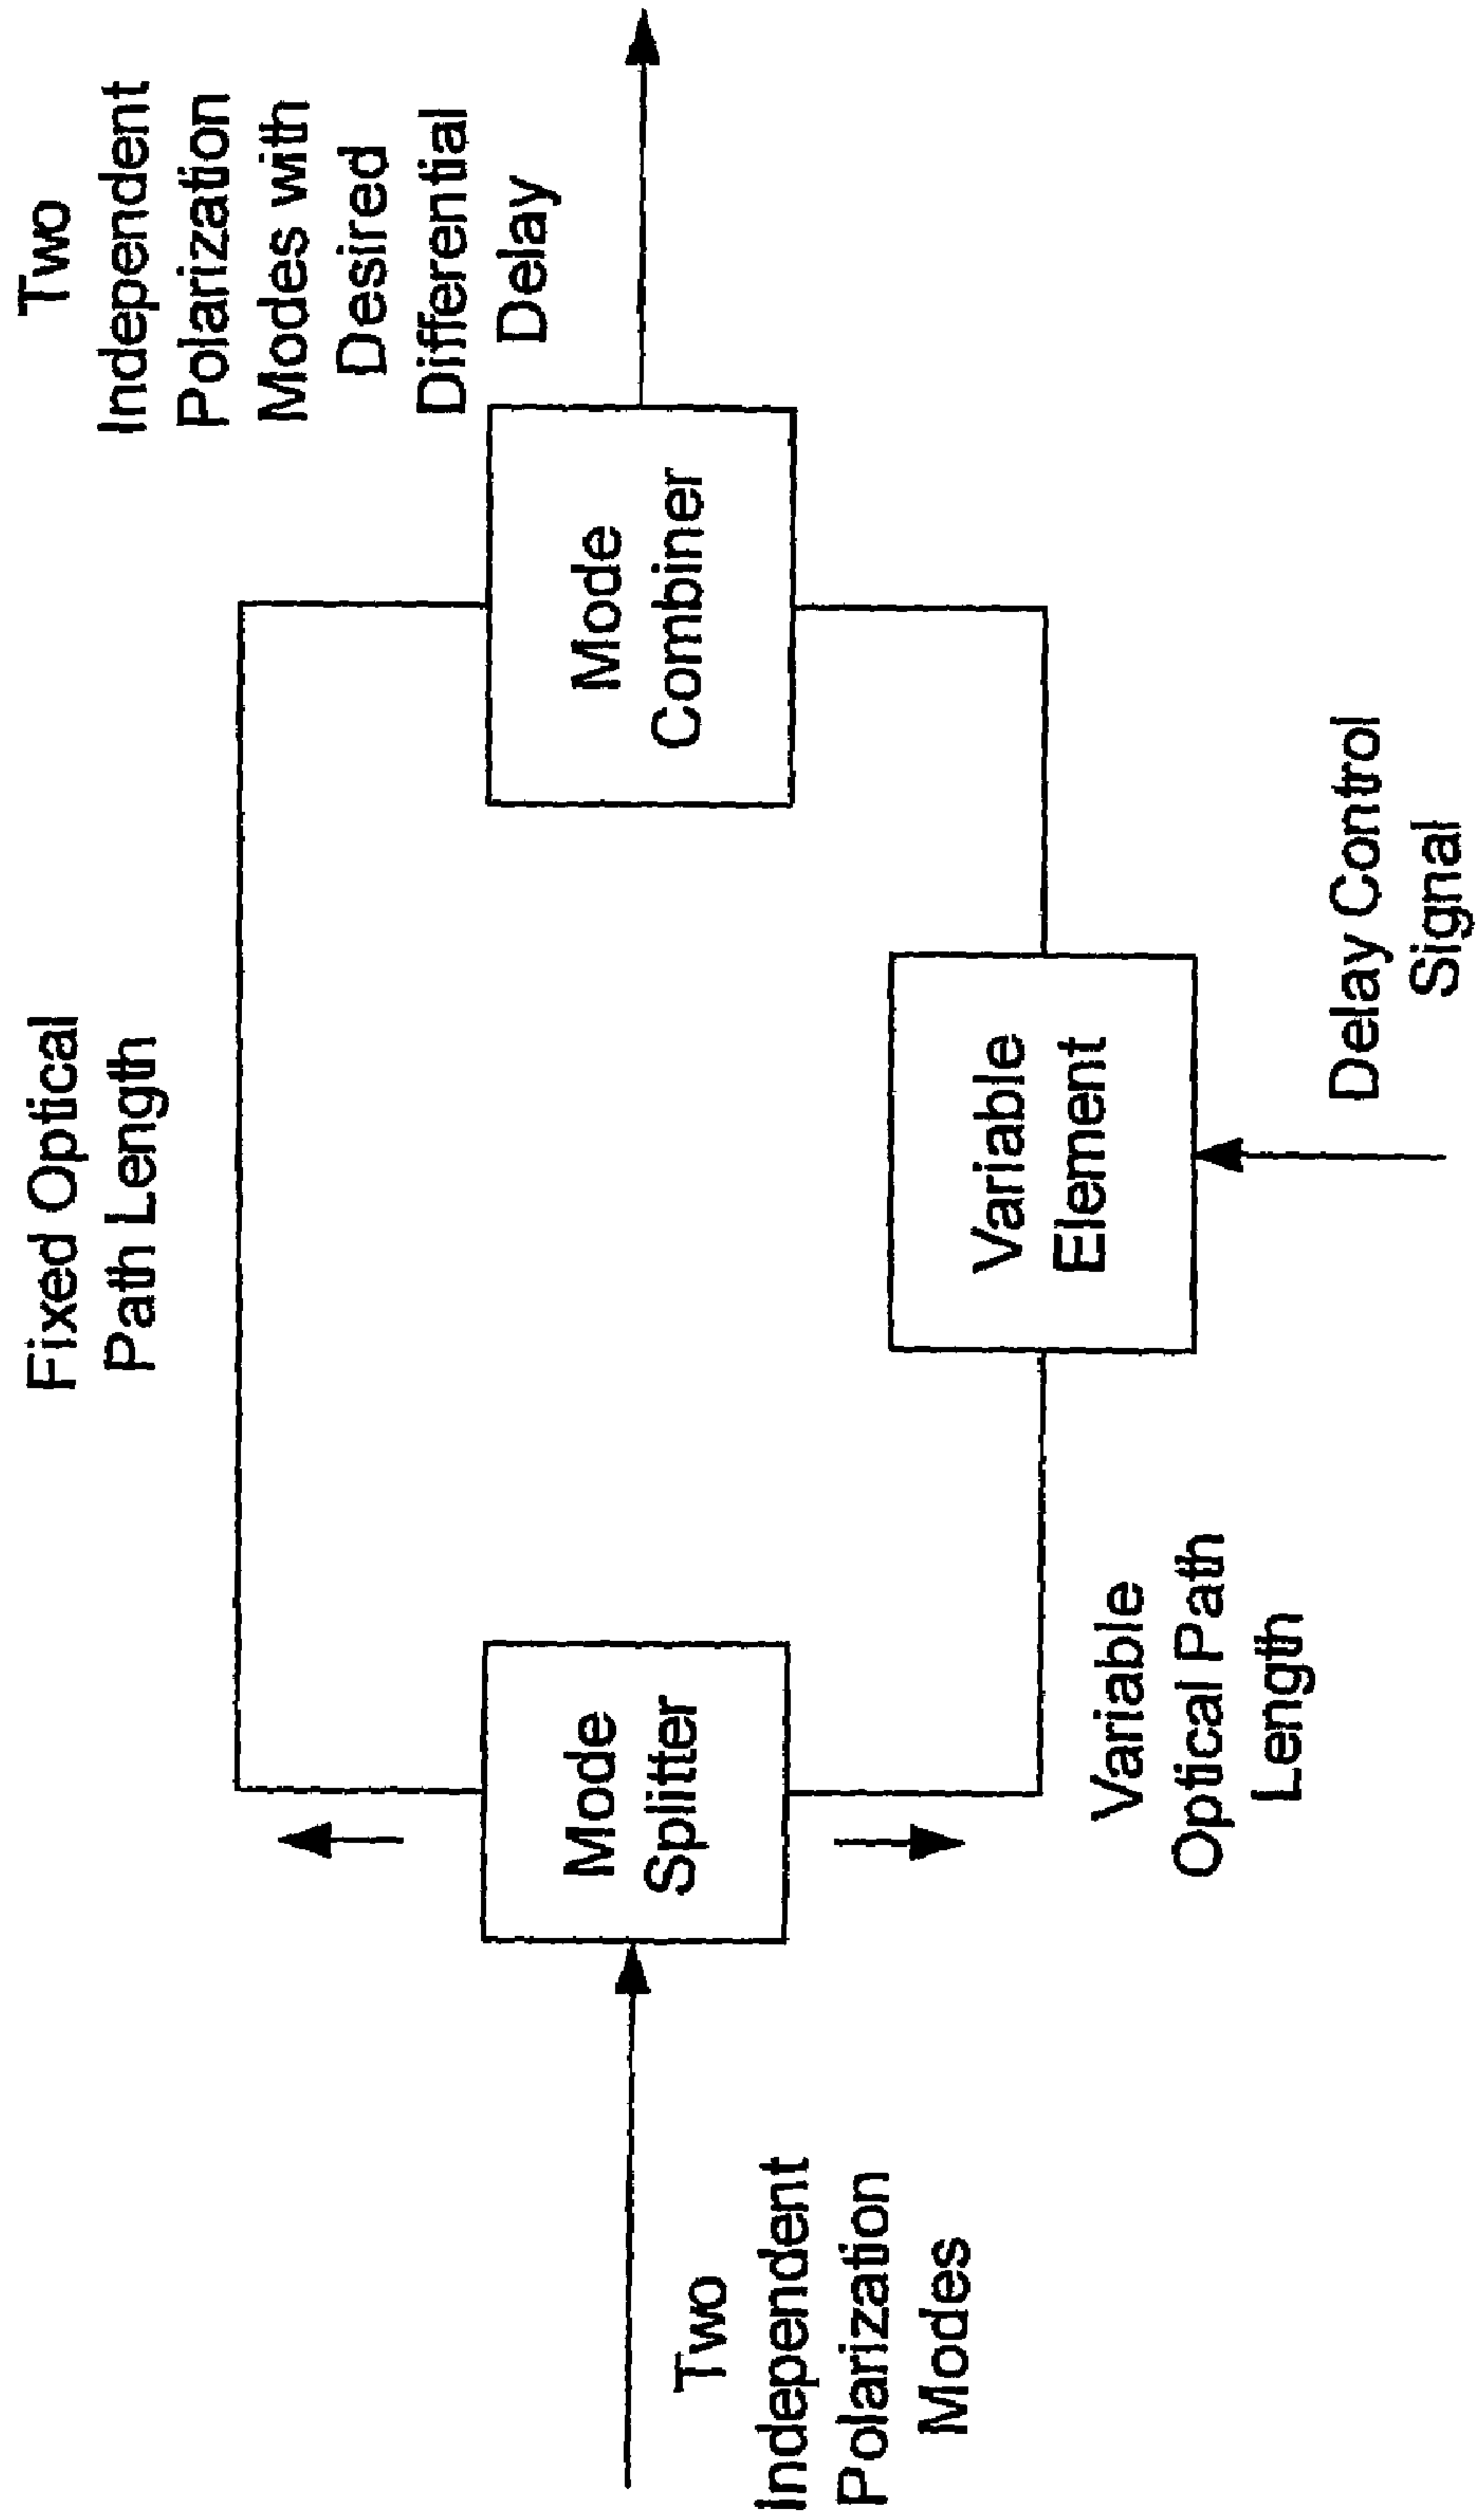 Fixed Optical
Path Length
Two
Independent
Polarization
Modes with
Desired
Differential
Delay
Mode
Splitter
Mode
Combiner
Two
Independent
Polarization
Modes
Variable
Element
Variable
Optical Path
Length
Delay Control
Signal